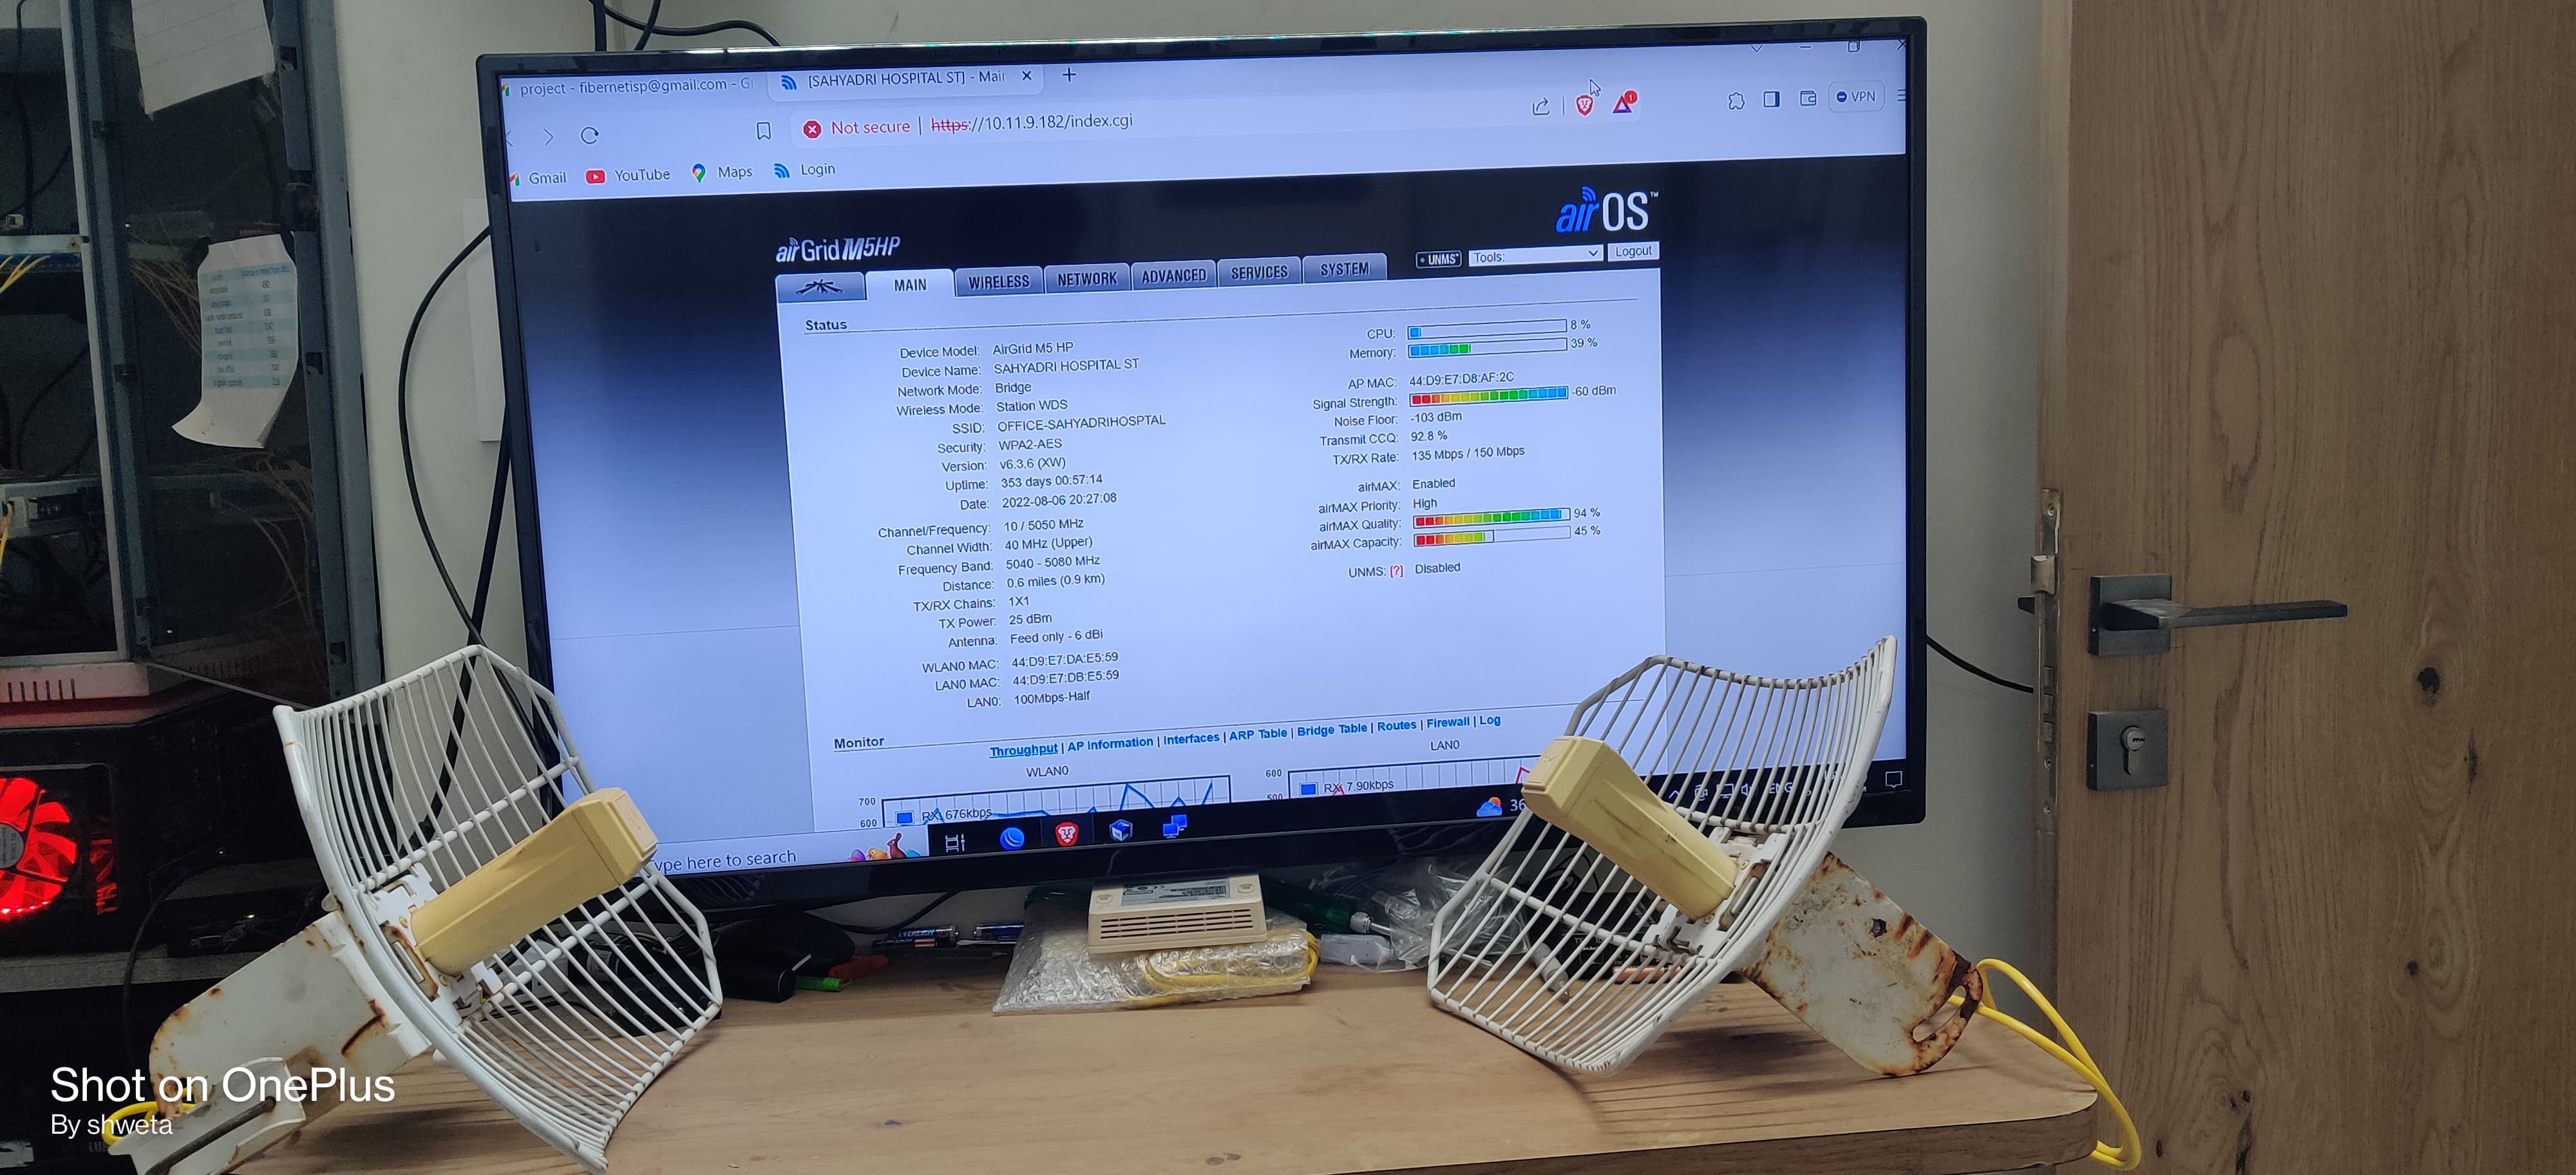 project - fibernetisp@gmail.com - G
[SAHYADRI HOSPITAL ST] - Mair
Not secure | https://10.11.9.182/index.cgi
VPN
1
Gmail YouTube Maps Login
airOS™
airGrid M5HP
MAIN WIRELESS NETWORK ADVANCED SERVICES SYSTEM
UNMS™ Tools: Logout
Status
Device Model: AirGrid M5 HP
Device Name: SAHYADRI HOSPITAL ST
Network Mode: Bridge
Wireless Mode: Station WDS
SSID: OFFICE-SAHYADRIHOSPTAL
Security: WPA2-AES
Version: v6.3.6 (XW)
Uptime: 353 days 00:57:14
Date: 2022-08-06 20:27:08
Channel/Frequency: 10 / 5050 MHz
Channel Width: 40 MHz (Upper)
Frequency Band: 5040 - 5080 MHz
Distance: 0.6 miles (0.9 km)
TX/RX Chains: 1X1
TX Power: 25 dBm
Antenna: Feed only - 6 dBi
WLAN0 MAC: 44:D9:E7:DA:E5:59
LAN0 MAC: 44:D9:E7:DB:E5:59
LAN0: 100Mbps-Half
CPU: 8 %
Memory: 39 %
AP MAC: 44:D9:E7:D8:AF:2C
Signal Strength: -60 dBm
Noise Floor: -103 dBm
Transmit CCQ: 92.8 %
TX/RX Rate: 135 Mbps / 150 Mbps
airMAX: Enabled
airMAX Priority: High
airMAX Quality: 94 %
airMAX Capacity: 45 %
UNMS: [?] Disabled
Monitor
Throughput | AP Information | Interfaces | ARP Table | Bridge Table | Routes | Firewall | Log
WLAN0
700
600
RX: 676kbps
LAN0
600
500
RX: 7.90kbps
ype here to search
36
ENG
Shot on OnePlus
By shweta